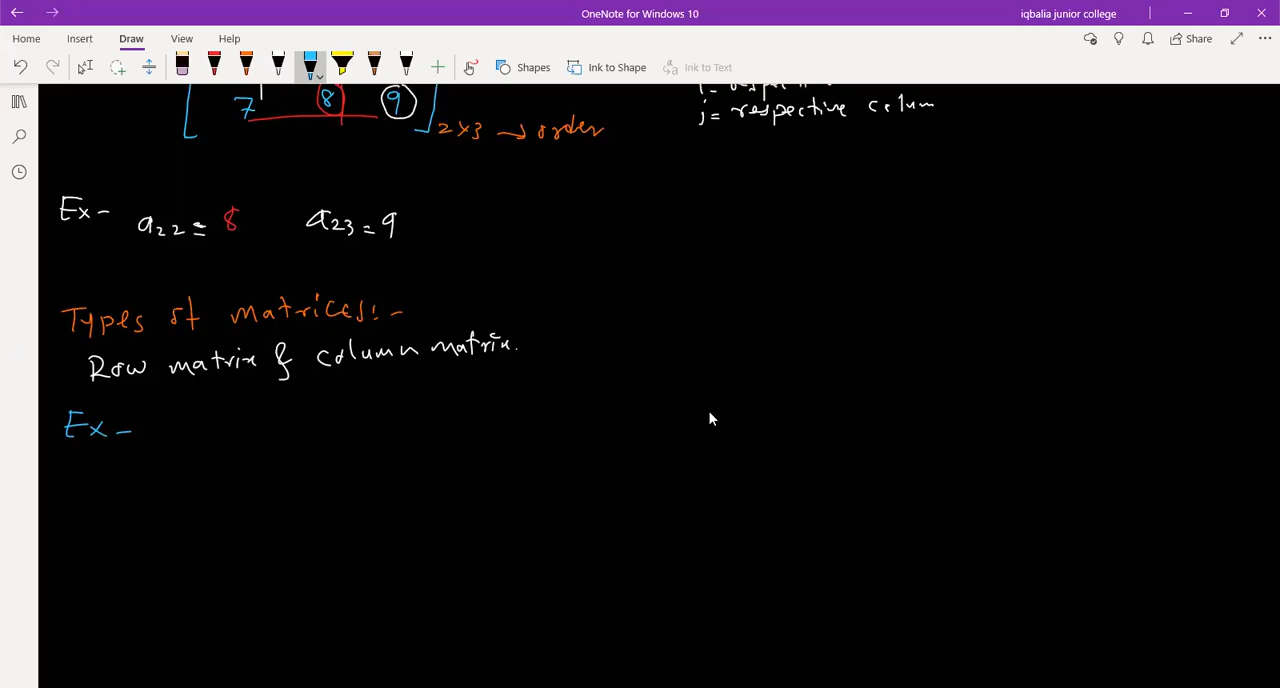 OneNote for Windows 10
iqbalia junior college
Home Insert Draw View Help
Share
Shapes
Ink to Shape
Ink to Text
7 8 9
2×3 → order
j = respective column
Ex- a22 = 8 a23 = 9
Types of matrices:-
Row matrix & column matrix.
Ex -